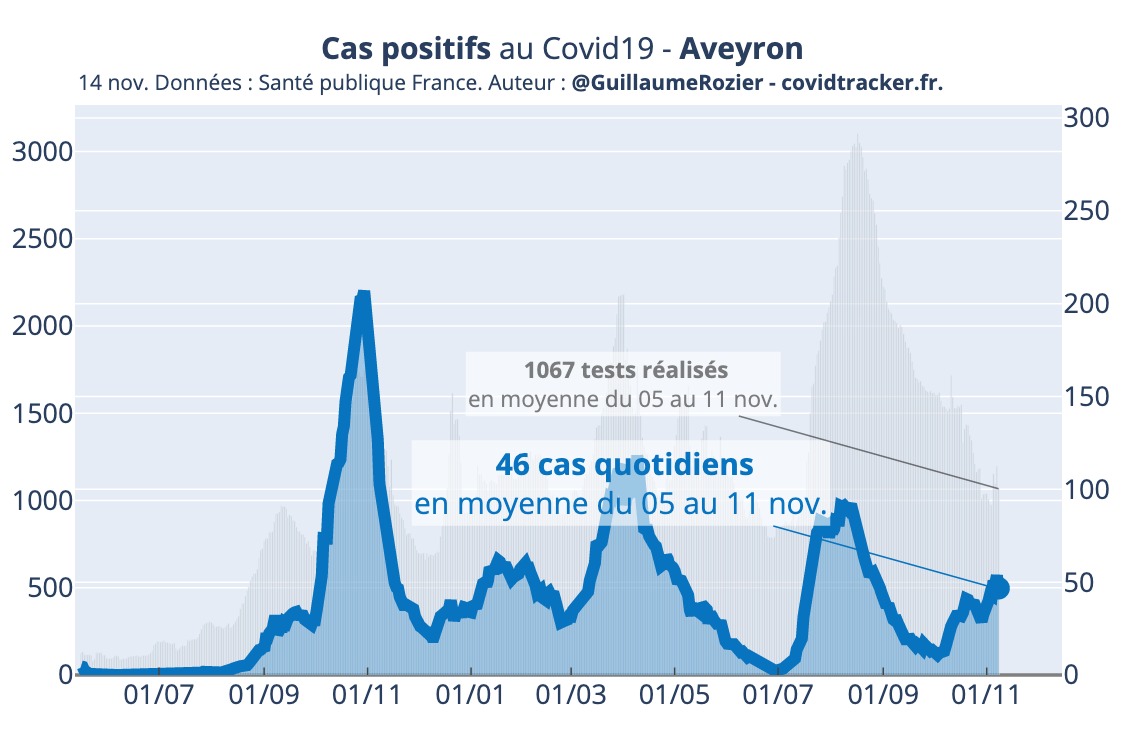 Cas positifs au Covid19 - Aveyron
14 nov. Données : Santé publique France. Auteur : @GuillaumeRozier - covidtracker.fr.
300
3000
250
2500
200
2000
1067 tests réalisés
en moyenne du 05 au 11 nov.
150
1500
46 cas quotidiens
en moyenne du 05 au 11 nov.
100
1000
50
500
0
0
01/07 01/09 01/11 01/01 01/03 01/05 01/07 01/09 01/11